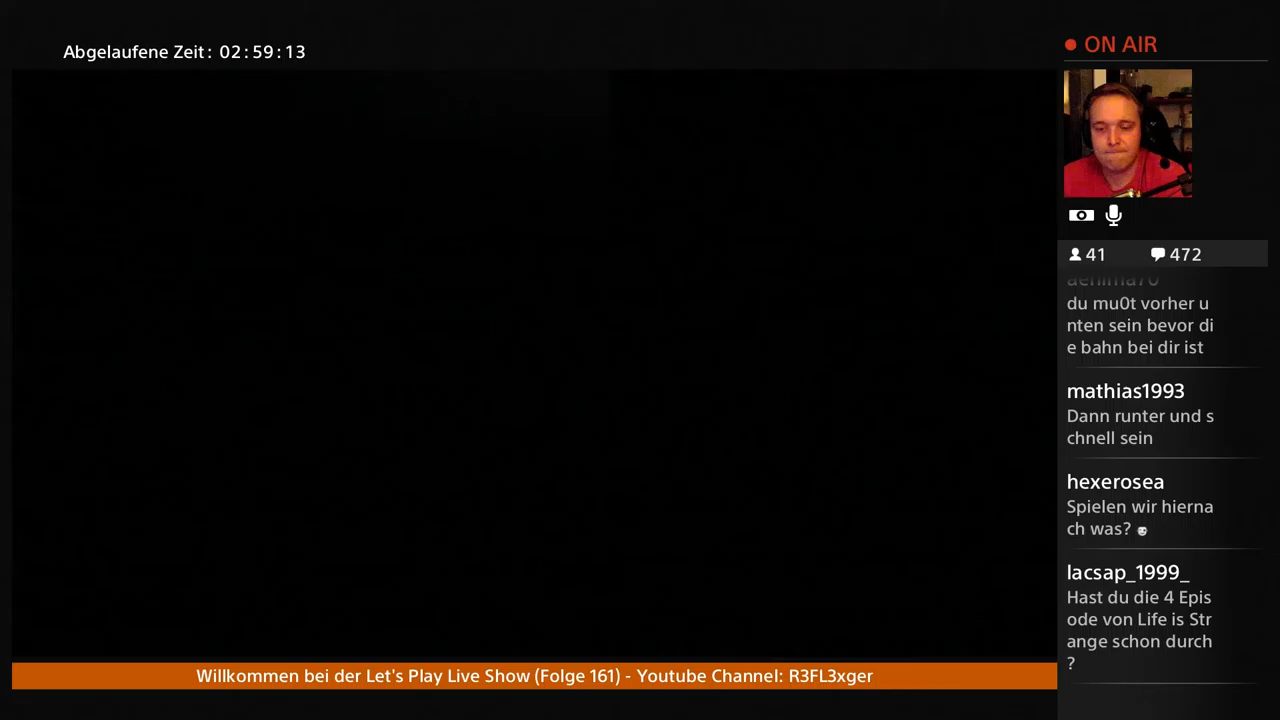 Abgelaufene Zeit: 02:59:13
ON AIR
41 472
du mu0t vorher u
nten sein bevor di
e bahn bei dir ist
mathias1993
Dann runter und s
chnell sein
hexerosea
Spielen wir hierna
ch was?
lacsap_1999_
Hast du die 4 Epis
ode von Life is Str
ange schon durch
?
Willkommen bei der Let's Play Live Show (Folge 161) - Youtube Channel: R3FL3xger